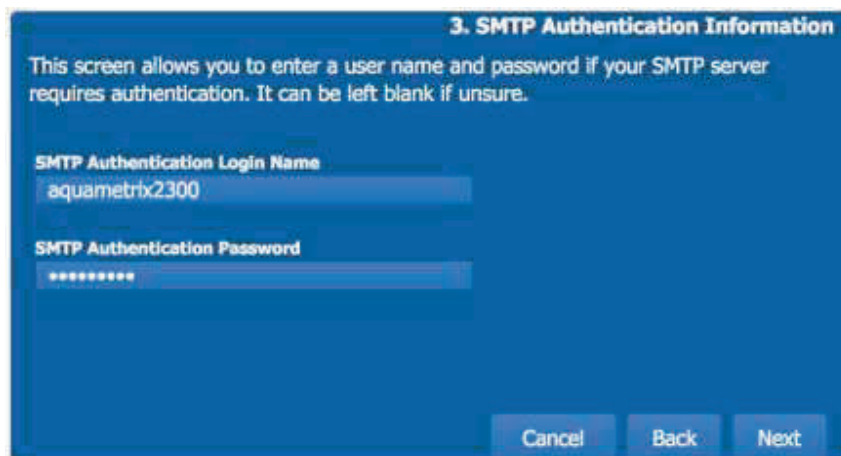 3. SMTP Authentication Information
This screen allows you to enter a user name and password if your SMTP server
requires authentication. It can be left blank if unsure.
SMTP Authentication Login Name
aquametrix2300
SMTP Authentication Password
•••••••••
Cancel Back Next